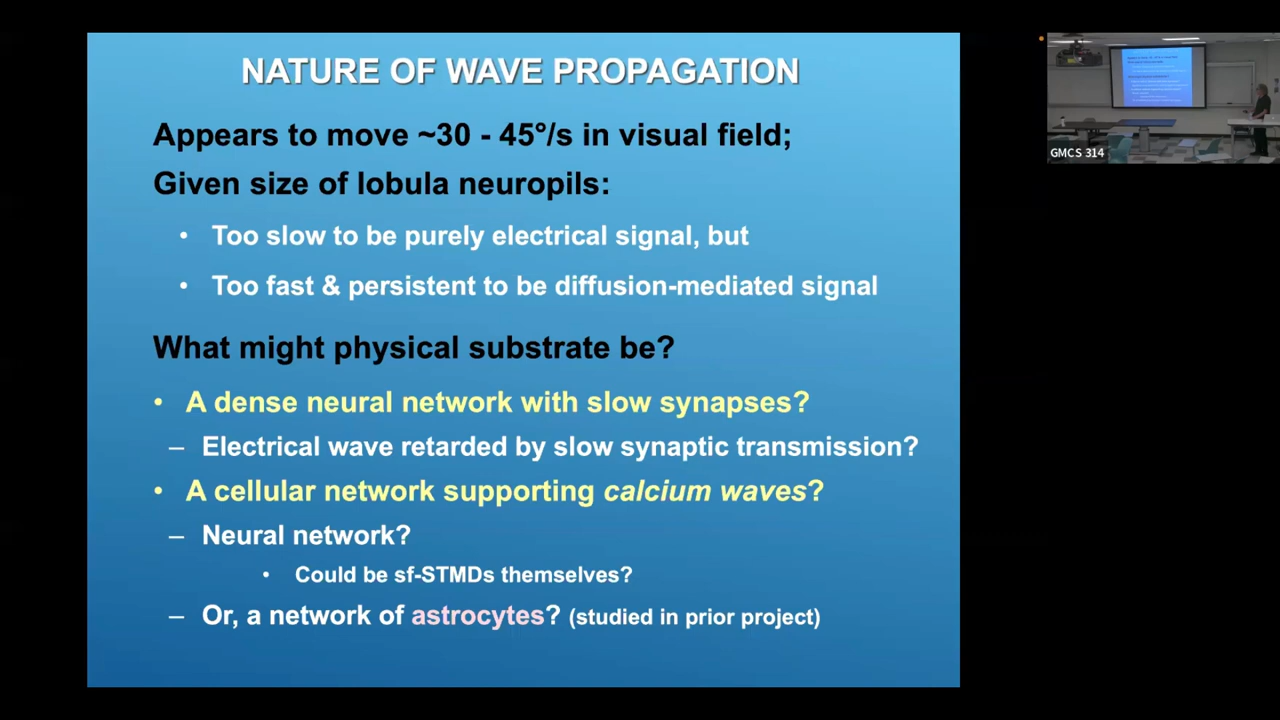 NATURE OF WAVE PROPAGATION
Appears to move ~30 - 45°/s in visual field;
Given size of lobula neuropils:
• Too slow to be purely electrical signal, but
• Too fast & persistent to be diffusion-mediated signal
What might physical substrate be?
• A dense neural network with slow synapses?
– Electrical wave retarded by slow synaptic transmission?
• A cellular network supporting calcium waves?
– Neural network?
• Could be sf-STMDs themselves?
– Or, a network of astrocytes? (studied in prior project)
GMCS 314